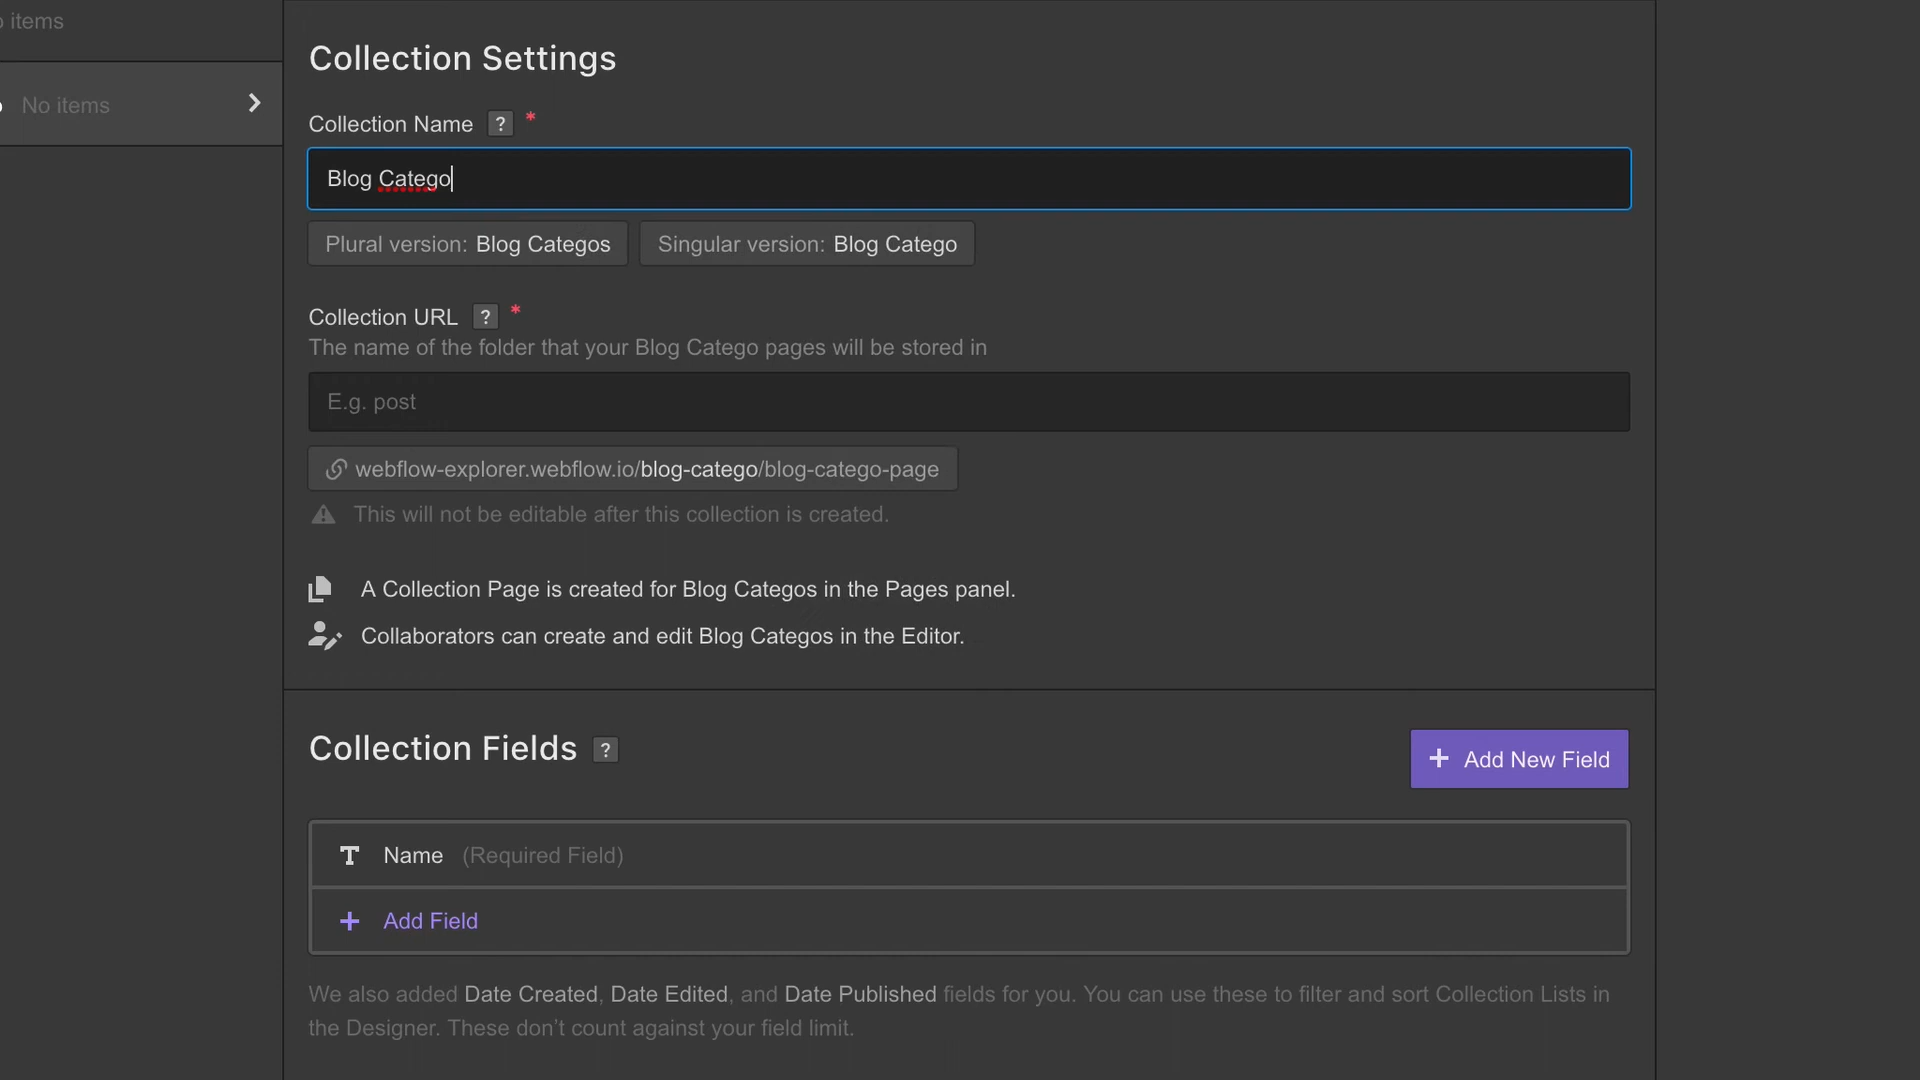 items
No items
Collection Settings
Collection Name ? *
Blog Catego
Plural version: Blog Categos Singular version: Blog Catego
Collection URL ? *
The name of the folder that your Blog Catego pages will be stored in
E.g. post
webflow-explorer.webflow.io/blog-catego/blog-catego-page
This will not be editable after this collection is created.
A Collection Page is created for Blog Categos in the Pages panel.
Collaborators can create and edit Blog Categos in the Editor.
Collection Fields ?
+ Add New Field
T Name (Required Field)
+ Add Field
We also added Date Created, Date Edited, and Date Published fields for you. You can use these to filter and sort Collection Lists in
the Designer. These don’t count against your field limit.